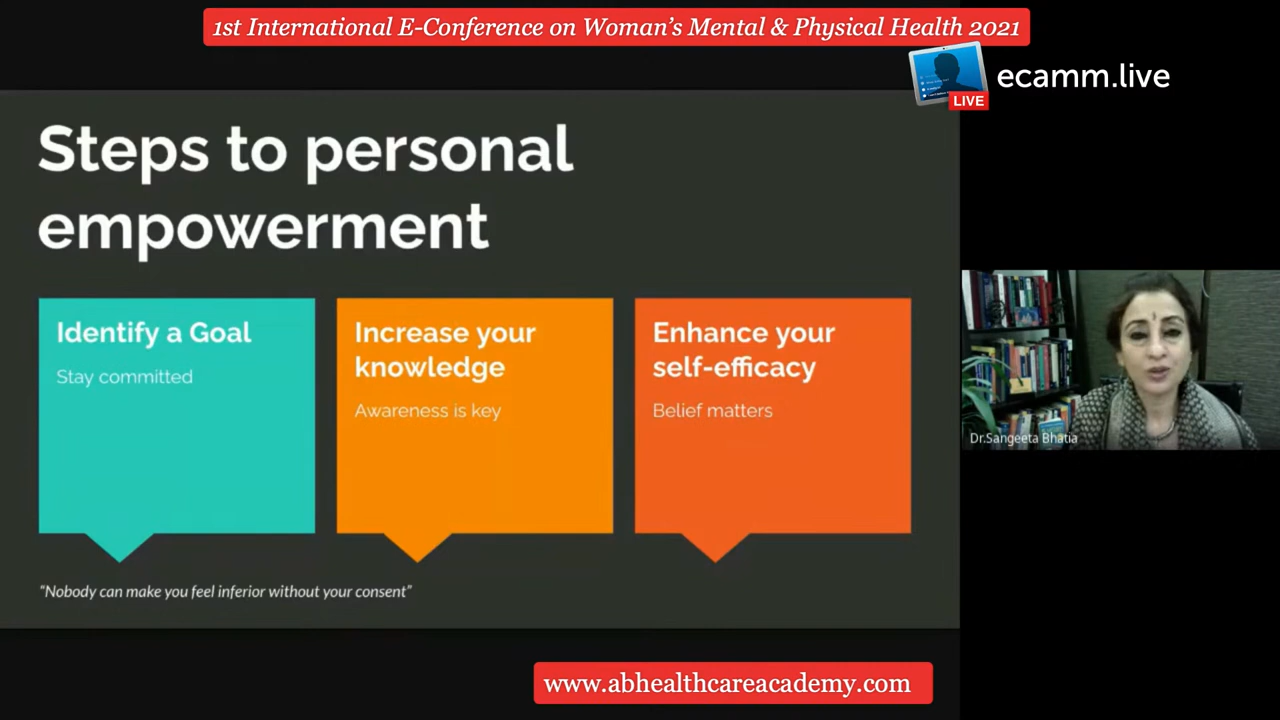 1st International E-Conference on Woman's Mental & Physical Health 2021
ecamm.live
LIVE
Steps to personal
empowerment
Identify a Goal
Stay committed
Increase your
knowledge
Awareness is key
Enhance your
self-efficacy
Belief matters
Dr.Sangeeta Bhatia
“Nobody can make you feel inferior without your consent”
www.abhealthcareacademy.com